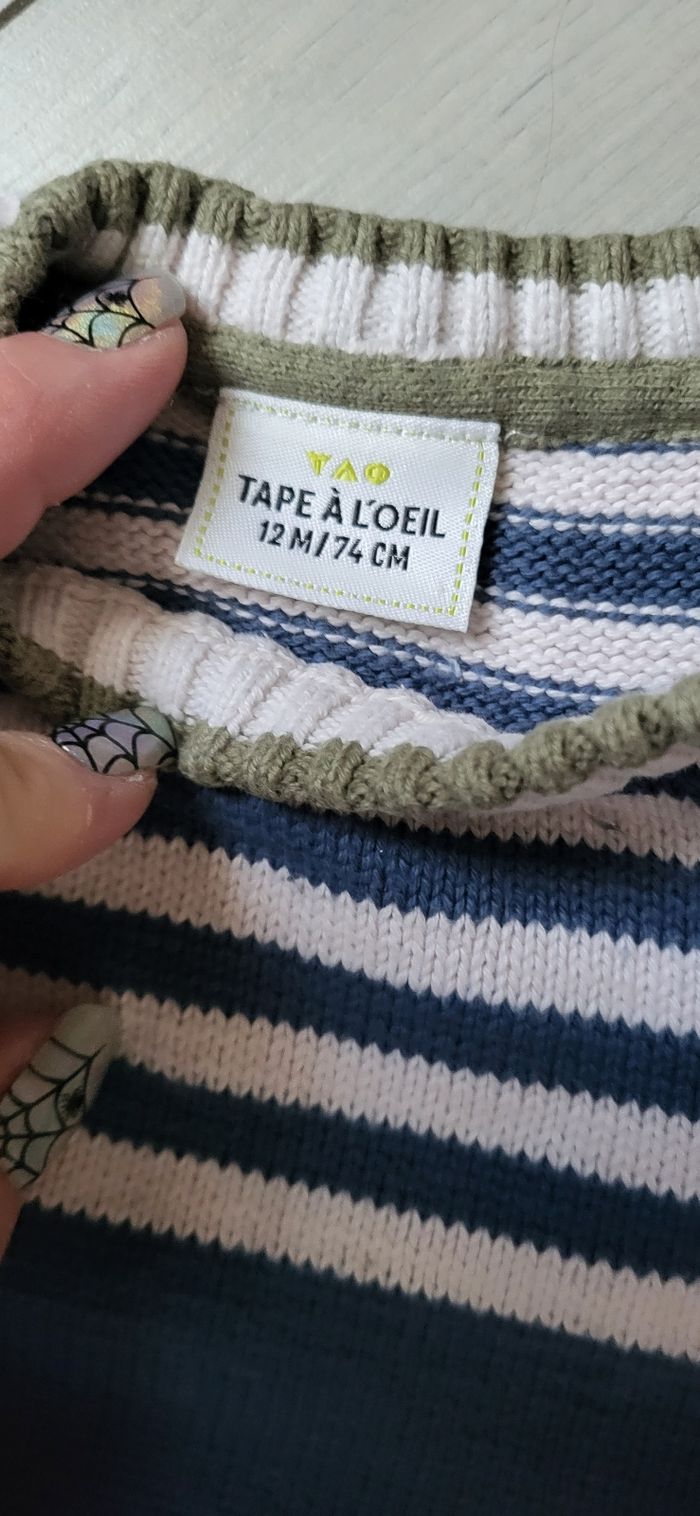 TAO
TAPE À L'OEIL
12 M / 74 CM